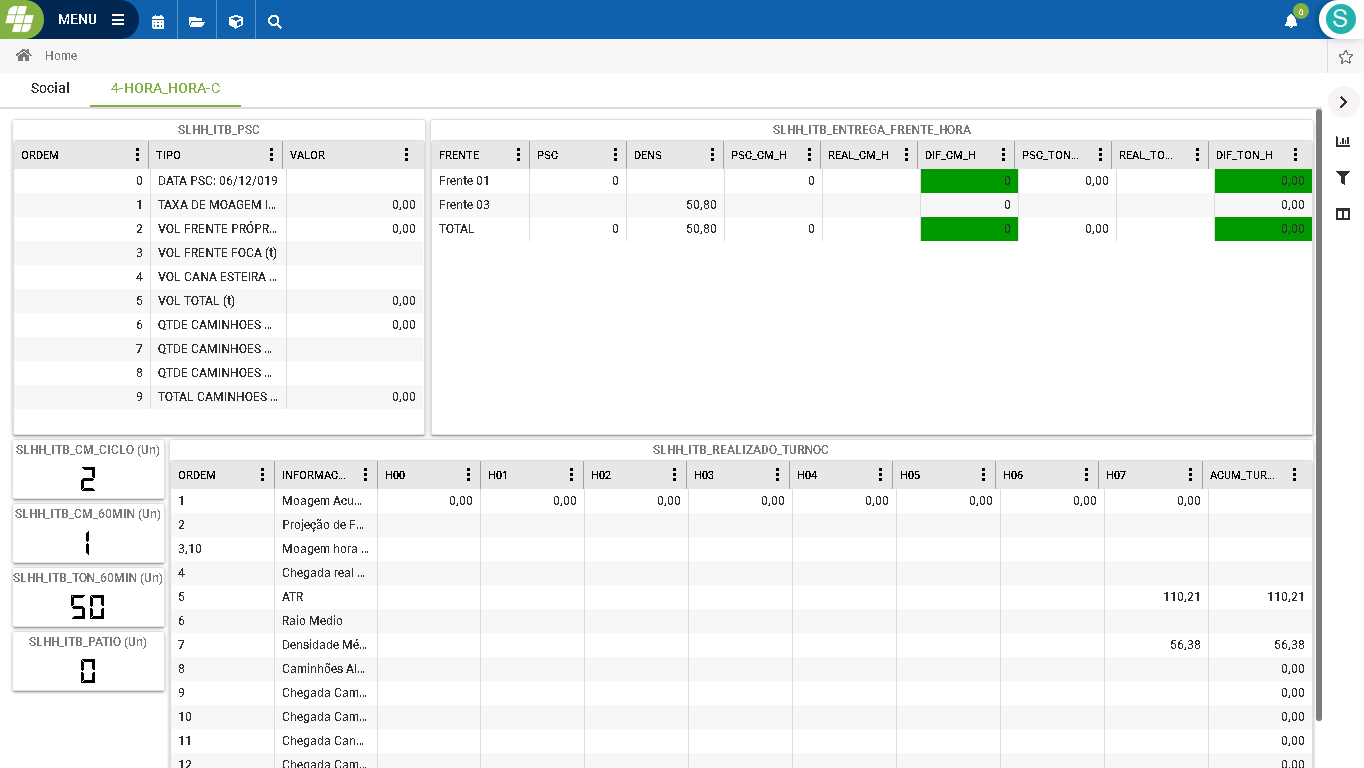 MENU
0
S
Home
Social 4-HORA_HORA-C
SLHH_ITB_PSC
ORDEM TIPO VALOR
0 DATA PSC: 06/12/019
1 TAXA DE MOAGEM I... 0,00
2 VOL FRENTE PRÓPR... 0,00
3 VOL FRENTE FOCA (t)
4 VOL CANA ESTEIRA ...
5 VOL TOTAL (t) 0,00
6 QTDE CAMINHOES ... 0,00
7 QTDE CAMINHOES ...
8 QTDE CAMINHOES ...
9 TOTAL CAMINHOES ... 0,00
SLHH_ITB_ENTREGA_FRENTE_HORA
FRENTE PSC DENS PSC_CM_H REAL_CM_H DIF_CM_H PSC_TON... REAL_TO... DIF_TON_H
Frente 01 0 0 0 0,00 0,00
Frente 03 50,80 0 0,00
TOTAL 0 50,80 0 0 0,00 0,00
SLHH_ITB_CM_CICLO (Un)
2
SLHH_ITB_CM_60MIN (Un)
1
SLHH_ITB_TON_60MIN (Un)
50
SLHH_ITB_PATIO (Un)
0
SLHH_ITB_REALIZADO_TURNOC
ORDEM INFORMAC... H00 H01 H02 H03 H04 H05 H06 H07 ACUM_TUR...
1 Moagem Acu... 0,00 0,00 0,00 0,00 0,00 0,00 0,00 0,00
2 Projeção de F...
3,10 Moagem hora ...
4 Chegada real ...
5 ATR 110,21 110,21
6 Raio Medio
7 Densidade Mé... 56,38 56,38
8 Caminhões Al... 0,00
9 Chegada Cam... 0,00
10 Chegada Cam... 0,00
11 Chegada Can... 0,00
12 Chegada Cam... 0,00